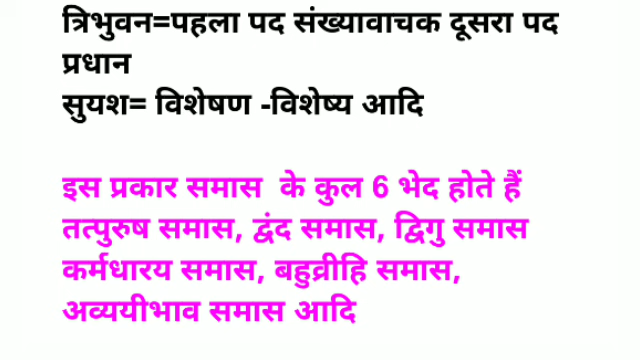 त्रिभुवन=पहला पद संख्यावाचक दूसरा पद
प्रधान
सुयश= विशेषण -विशेष्य आदि
इस प्रकार समास  के कुल 6 भेद होते हैं
तत्पुरुष समास, द्वंद समास, द्विगु समास
कर्मधारय समास, बहुव्रीहि समास,
अव्ययीभाव समास आदि